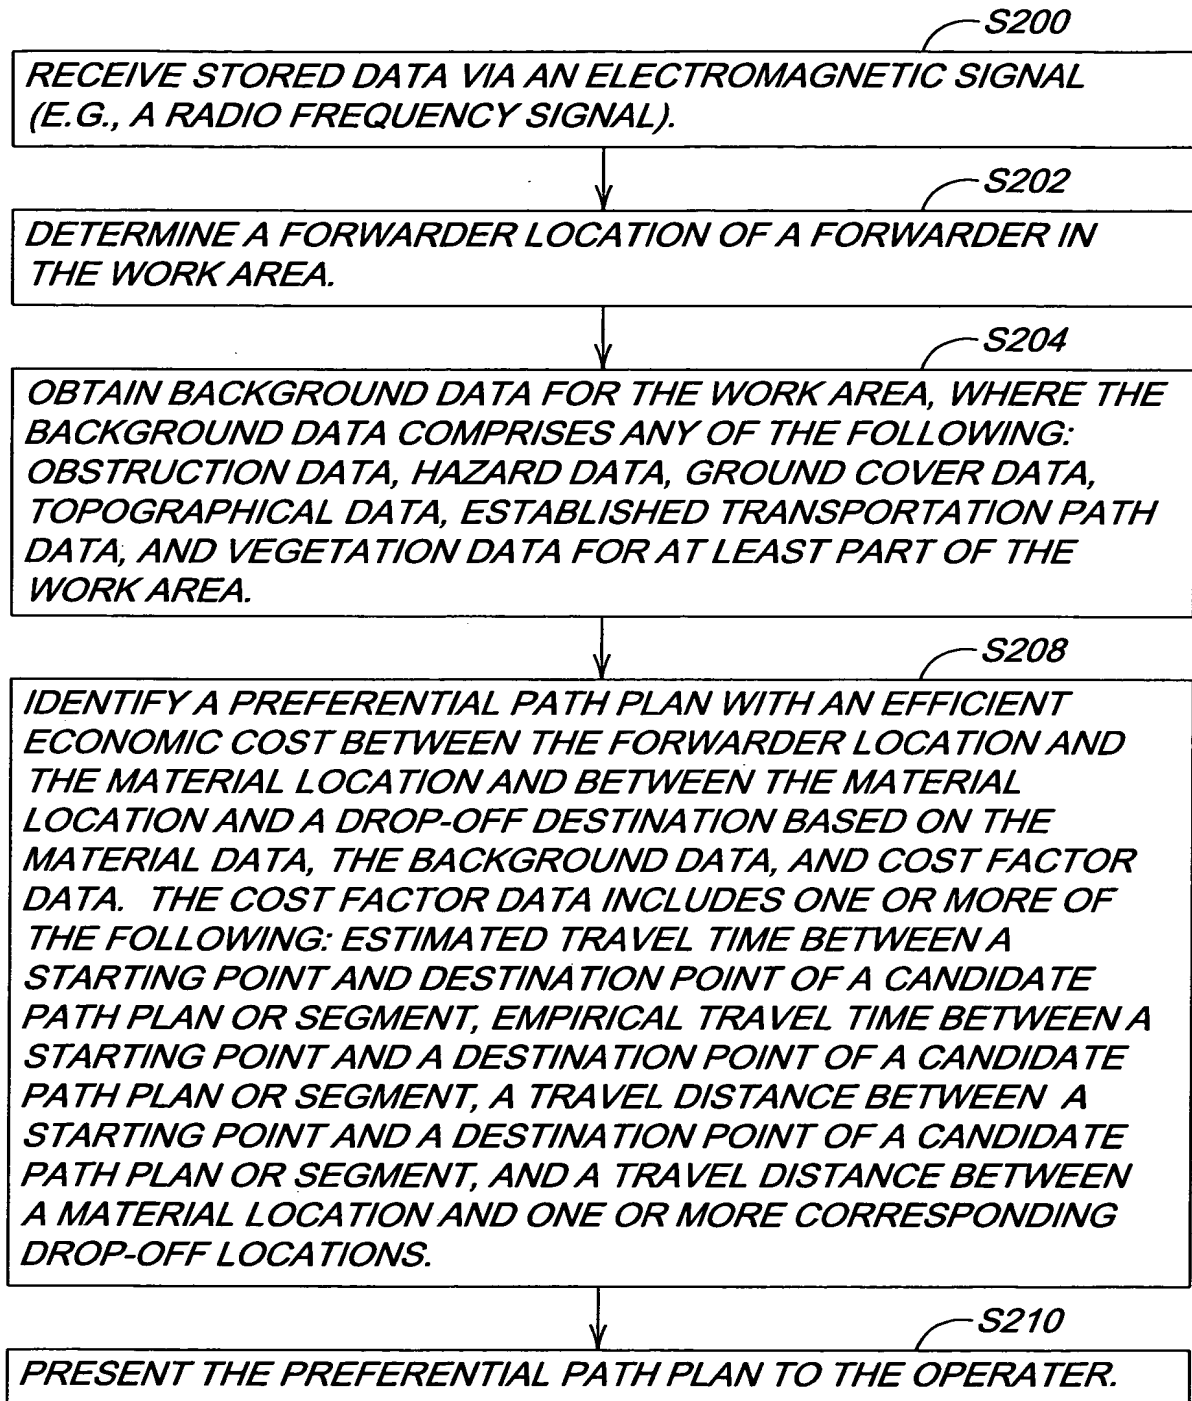 S200
RECEIVE STORED DATA VIA AN ELECTROMAGNETIC SIGNAL
(E.G., A RADIO FREQUENCY SIGNAL).
S202
DETERMINE A FORWARDER LOCATION OF A FORWARDER IN
THE WORK AREA.
S204
OBTAIN BACKGROUND DATA FOR THE WORK AREA, WHERE THE
BACKGROUND DATA COMPRISES ANY OF THE FOLLOWING:
OBSTRUCTION DATA, HAZARD DATA, GROUND COVER DATA,
TOPOGRAPHICAL DATA, ESTABLISHED TRANSPORTATION PATH
DATA, AND VEGETATION DATA FOR AT LEAST PART OF THE
WORK AREA.
S208
IDENTIFY A PREFERENTIAL PATH PLAN WITH AN EFFICIENT
ECONOMIC COST BETWEEN THE FORWARDER LOCATION AND
THE MATERIAL LOCATION AND BETWEEN THE MATERIAL
LOCATION AND A DROP-OFF DESTINATION BASED ON THE
MATERIAL DATA, THE BACKGROUND DATA, AND COST FACTOR
DATA. THE COST FACTOR DATA INCLUDES ONE OR MORE OF
THE FOLLOWING: ESTIMATED TRAVEL TIME BETWEEN A
STARTING POINT AND DESTINATION POINT OF A CANDIDATE
PATH PLAN OR SEGMENT, EMPIRICAL TRAVEL TIME BETWEEN A
STARTING POINT AND A DESTINATION POINT OF A CANDIDATE
PATH PLAN OR SEGMENT, A TRAVEL DISTANCE BETWEEN A
STARTING POINT AND A DESTINATION POINT OF A CANDIDATE
PATH PLAN OR SEGMENT, AND A TRAVEL DISTANCE BETWEEN
A MATERIAL LOCATION AND ONE OR MORE CORRESPONDING
DROP-OFF LOCATIONS.
S210
PRESENT THE PREFERENTIAL PATH PLAN TO THE OPERATER.